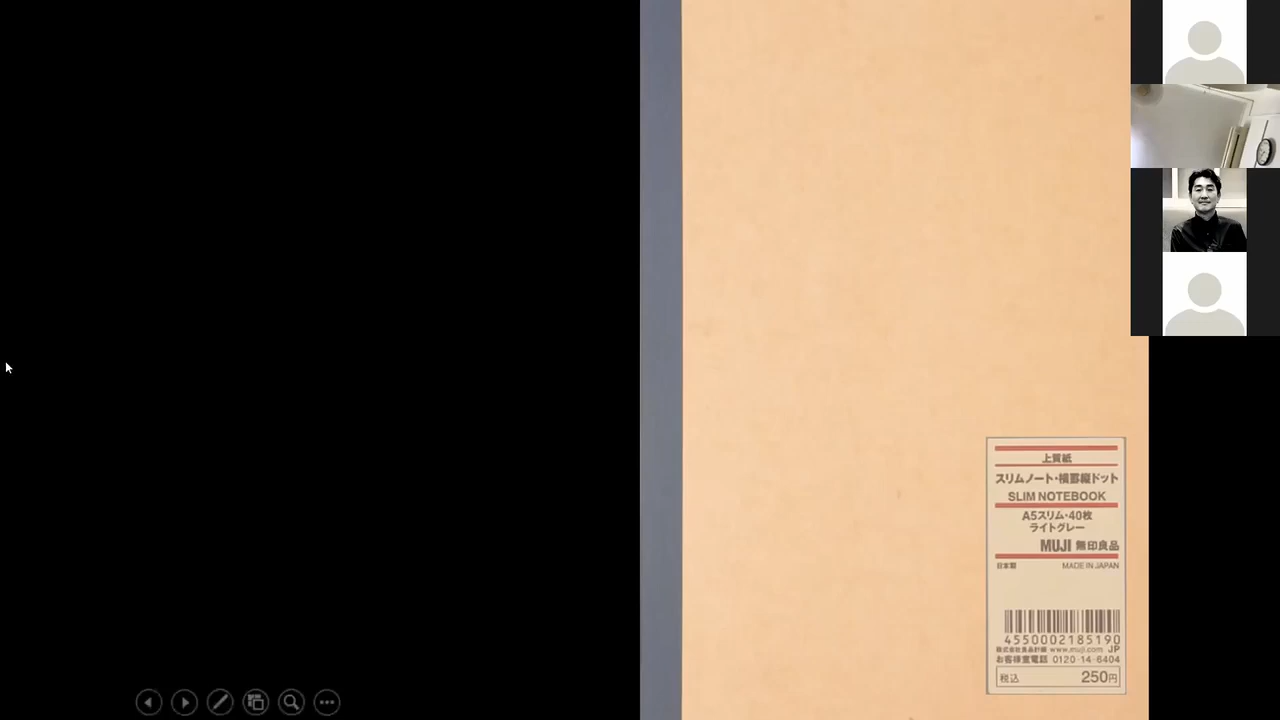 上質紙
スリムノート・横罫縦ドット
SLIM NOTEBOOK
A5スリム・40枚
ライトグレー
MUJI 無印良品
日本製 MADE IN JAPAN
4550002185190
株式会社良品計画 www.muji.com JP
お客様室電話 0120-14-6404
税込 250円